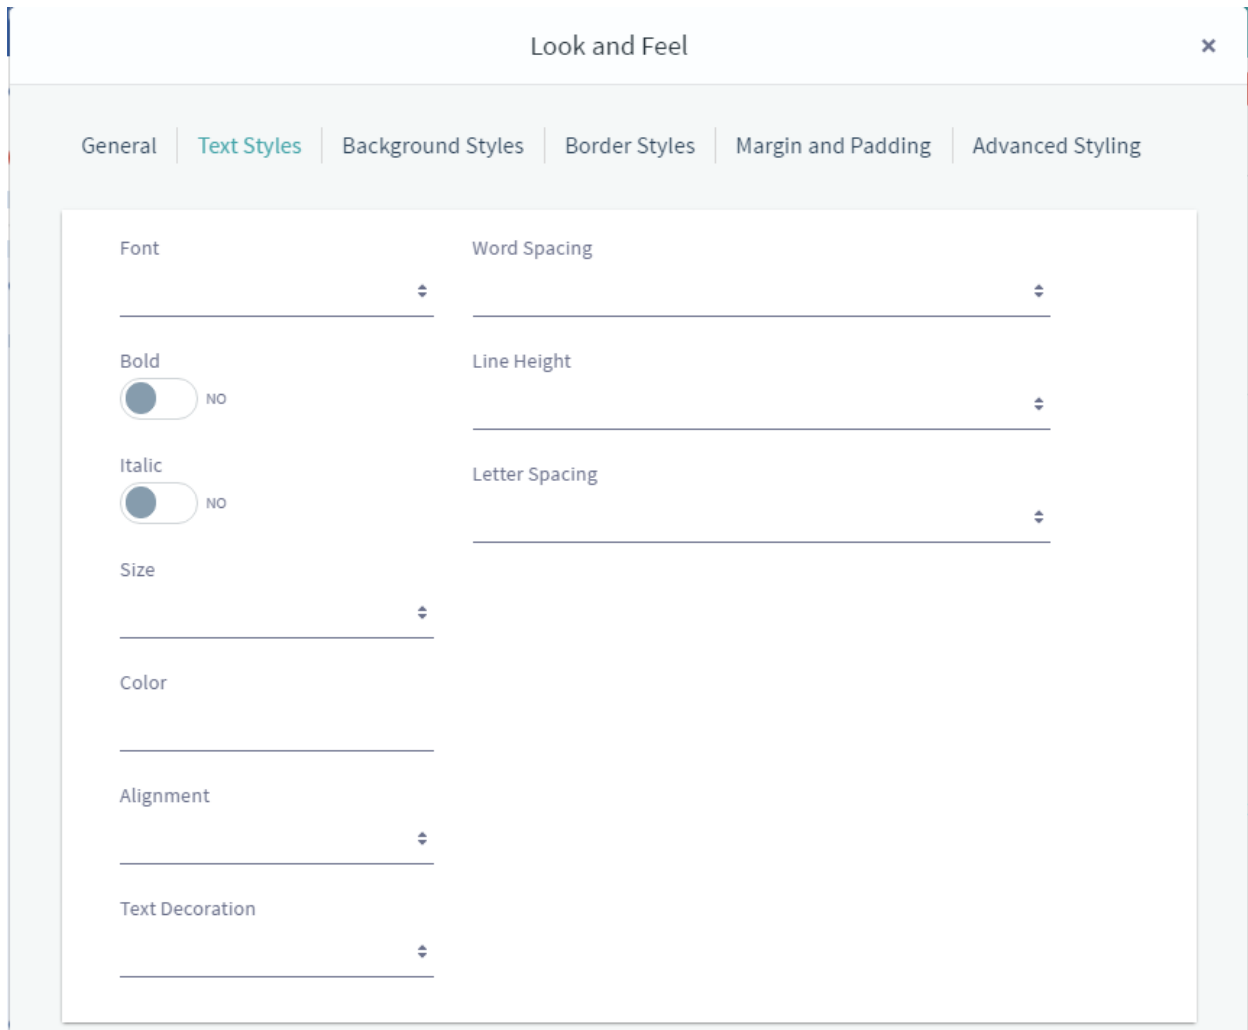 Look and Feel
General
Text Styles
Background Styles
Border Styles
Margin and Padding
Advanced Styling
Font
Bold
NO
Italic
NO
Size
Color
Alignment
Text Decoration
Word Spacing
Line Height
Letter Spacing